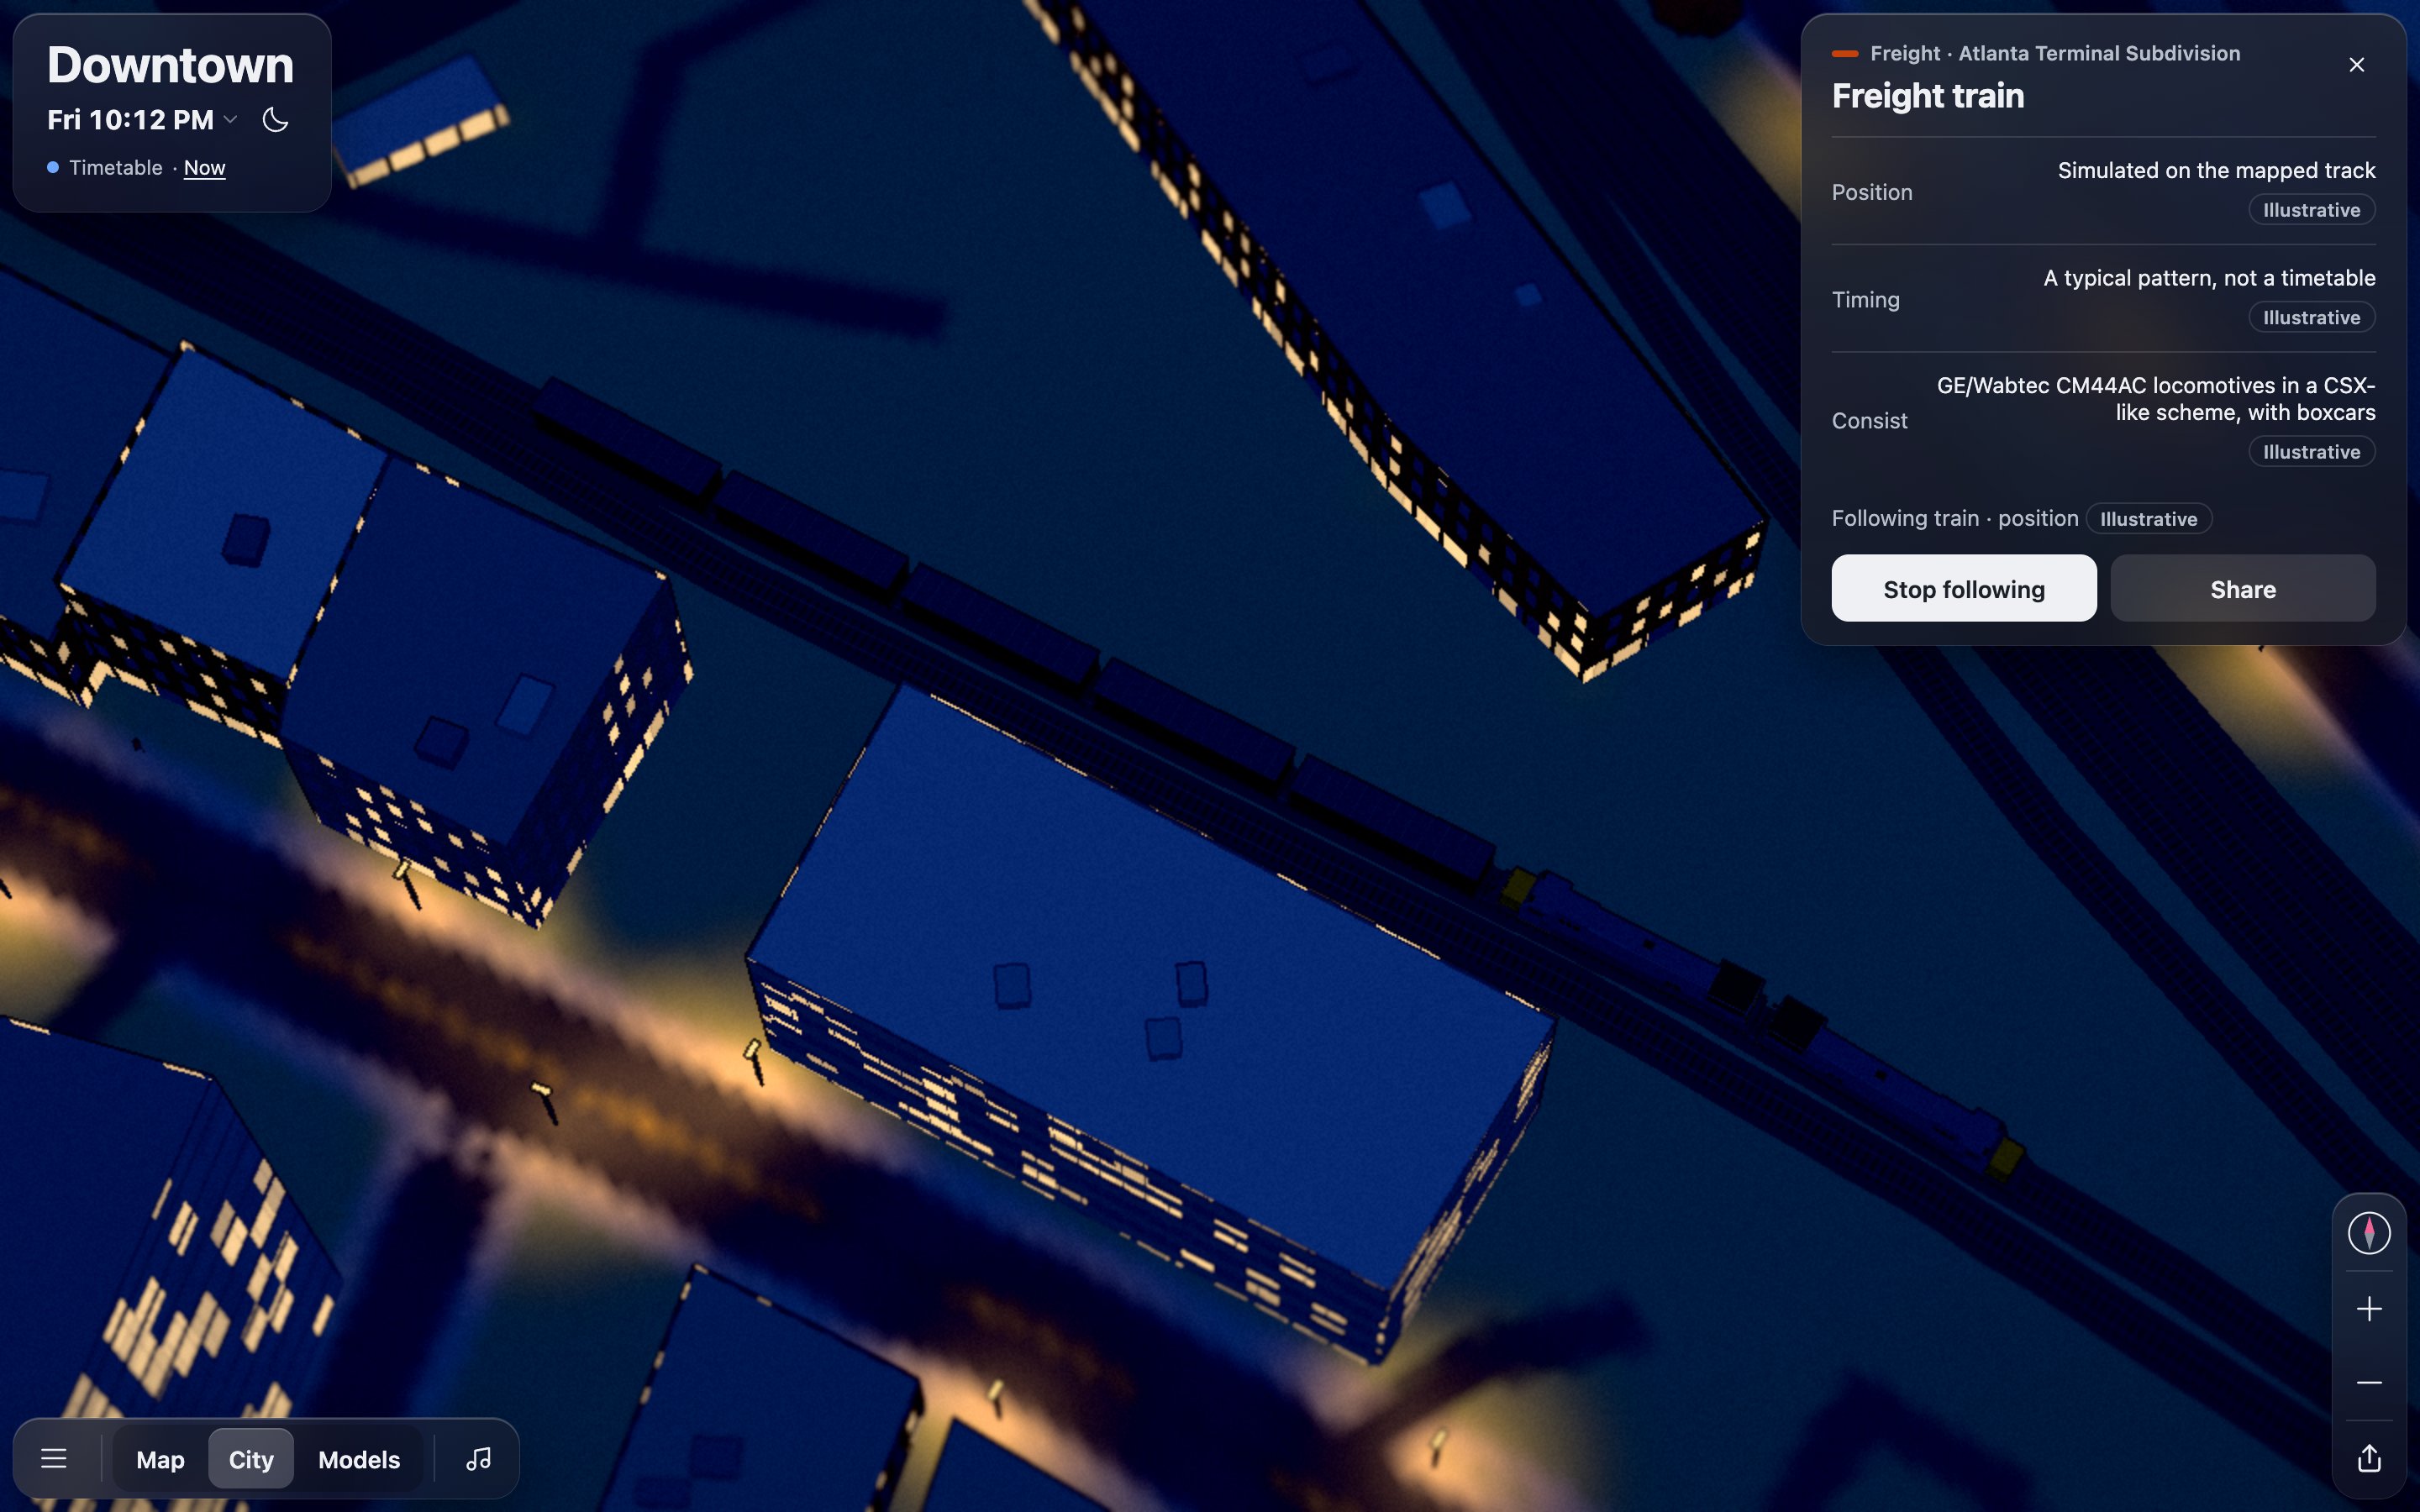 Downtown
Fri 10:12 PM
Timetable · Now
Freight · Atlanta Terminal Subdivision
Freight train
Position
Simulated on the mapped track
Illustrative
Timing
A typical pattern, not a timetable
Illustrative
Consist
GE/Wabtec CM44AC locomotives in a CSX-
like scheme, with boxcars
Illustrative
Following train · position Illustrative
Stop following
Share
Map
City
Models